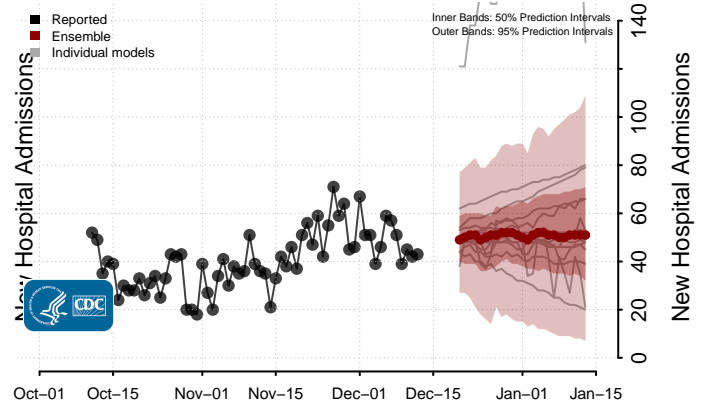 Reported
Ensemble
Individual models
Inner Bands: 50% Prediction Intervals
Outer Bands: 95% Prediction Intervals
New Hospital Admissions
New Hospital Admissions
140
100
80
60
40
20
0
CDC
Oct–01 Oct–15 Nov–01 Nov–15 Dec–01 Dec–15 Jan–01 Jan–15